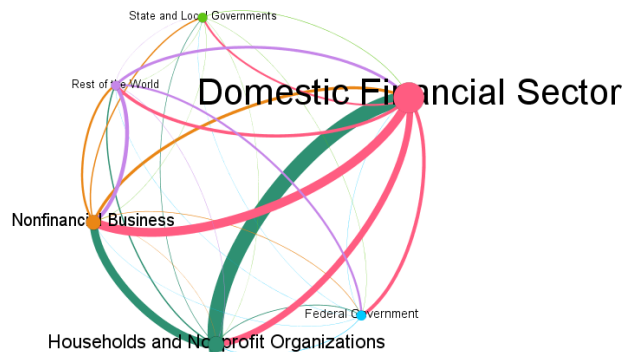 State and Local Governments
Rest of the World
Domestic Financial Sector
Nonfinancial Business
Federal Government
Households and Nonprofit Organizations